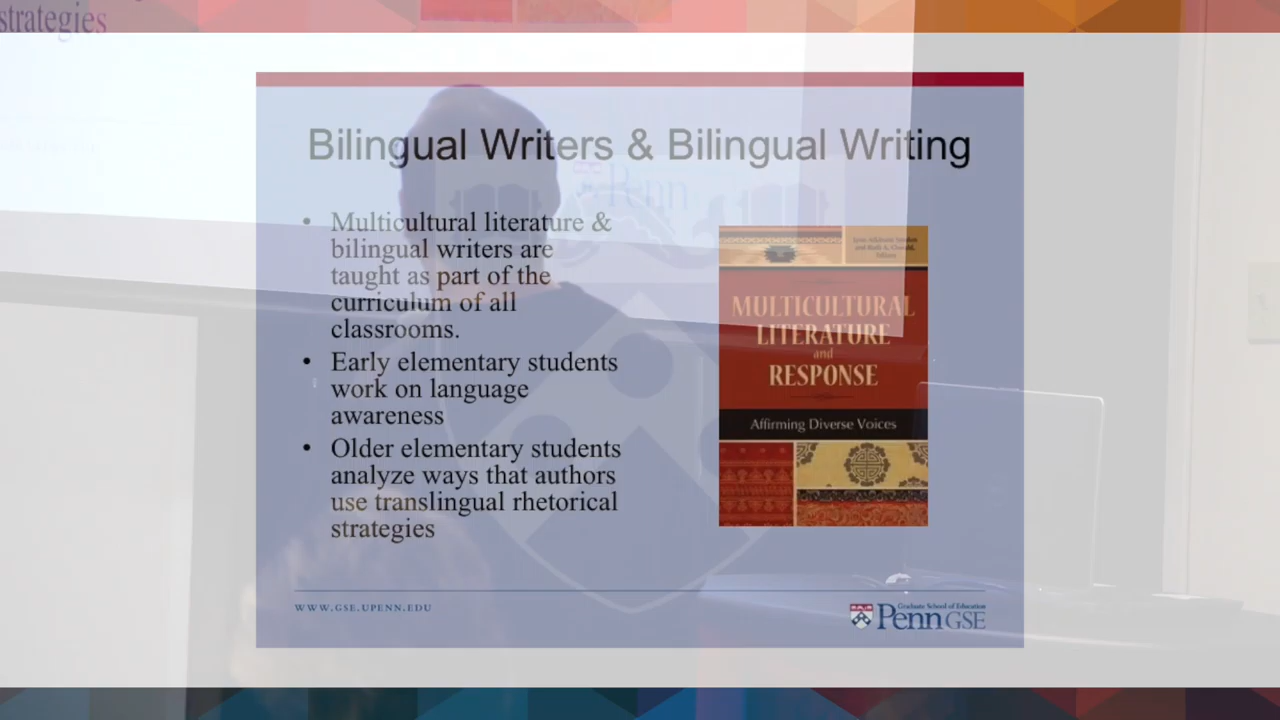 strategies
Bilingual Writers & Bilingual Writing
• Multicultural literature &
bilingual writers are
taught as part of the
curriculum of all
classrooms.
• Early elementary students
work on language
awareness
• Older elementary students
analyze ways that authors
use translingual rhetorical
strategies
MULTICULTURAL
LITERATURE
and
RESPONSE
Affirming Diverse Voices
Penn
WWW.GSE.UPENN.EDU
Graduate School of Education
PennGSE